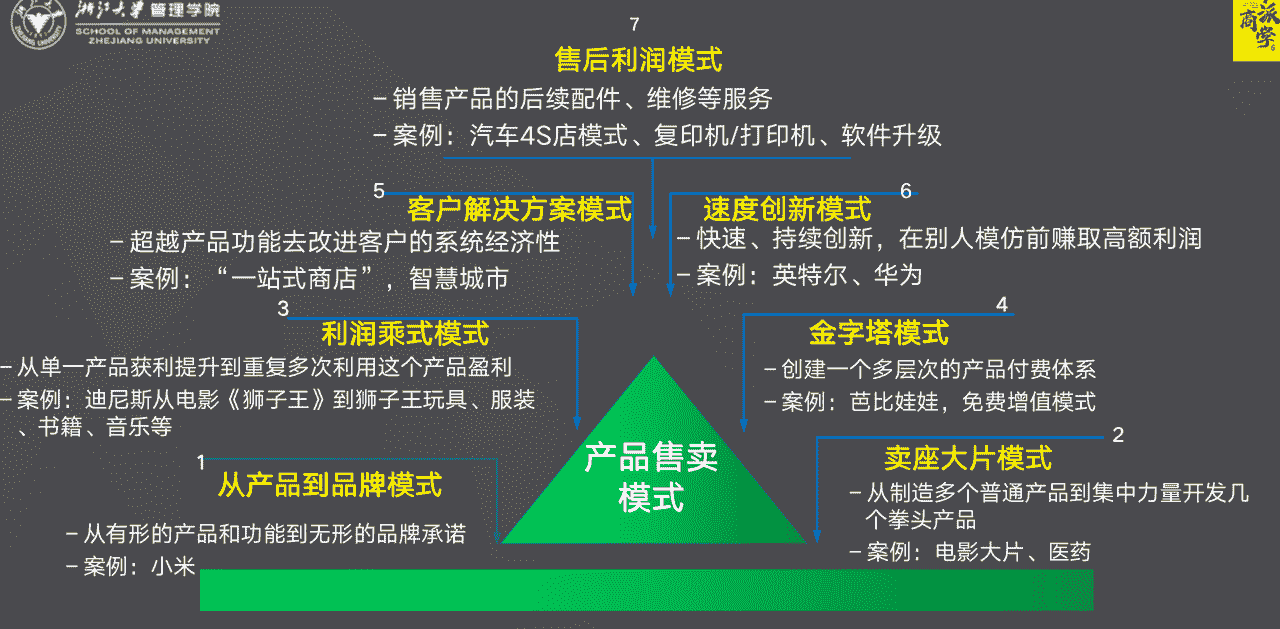 浙江大学管理学院
SCHOOL OF MANAGEMENT
ZHEJIANG UNIVERSITY
派
商学
7
售后利润模式
– 销售产品的后续配件、维修等服务
– 案例：汽车4S店模式、复印机/打印机、软件升级
5
客户解决方案模式
– 超越产品功能去改进客户的系统经济性
– 案例：“一站式商店”，智慧城市
6
速度创新模式
– 快速、持续创新，在别人模仿前赚取高额利润
– 案例：英特尔、华为
3
利润乘式模式
– 从单一产品获利提升到重复多次利用这个产品盈利
– 案例：迪尼斯从电影《狮子王》到狮子王玩具、服装
、书籍、音乐等
4
金字塔模式
– 创建一个多层次的产品付费体系
– 案例：芭比娃娃，免费增值模式
1
从产品到品牌模式
– 从有形的产品和功能到无形的品牌承诺
– 案例：小米
产品售卖
模式
2
卖座大片模式
– 从制造多个普通产品到集中力量开发几
个拳头产品
– 案例：电影大片、医药